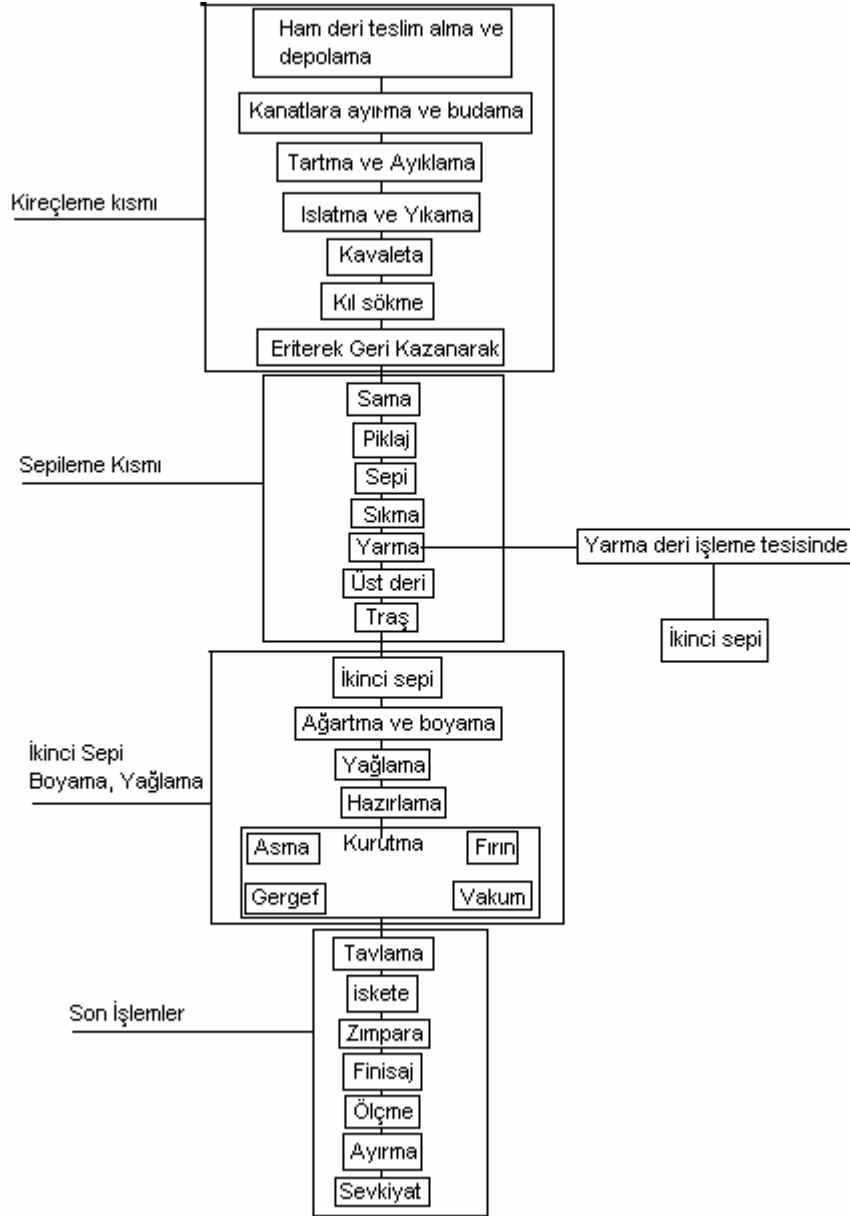 Ham deri teslim alma ve
depolama
Kanatlara ayırma ve budama
Tartma ve Ayıklama
Islatma ve Yıkama
Kireçleme kısmı
Kavaleta
Kıl sökme
Eriterek Geri Kazanarak
Sama
Piklaj
Sepileme Kısmı
Sepi
Sıkma
Yarma
Yarma deri işleme tesisinde
Üst deri
Traş
İkinci sepi
İkinci sepi
Ağartma ve boyama
İkinci Sepi
Boyama, Yağlama
Yağlama
Hazırlama
Kurutma
Asma
Fırın
Gergef
Vakum
Tavlama
iskete
Son İşlemler
Zımpara
Finisaj
Ölçme
Ayırma
Sevkiyat